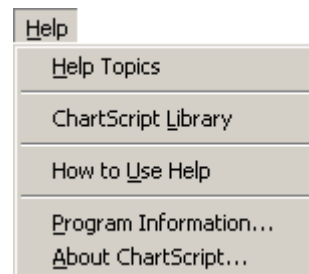 Help
Help Topics
ChartScript Library
How to Use Help
Program Information...
About ChartScript...